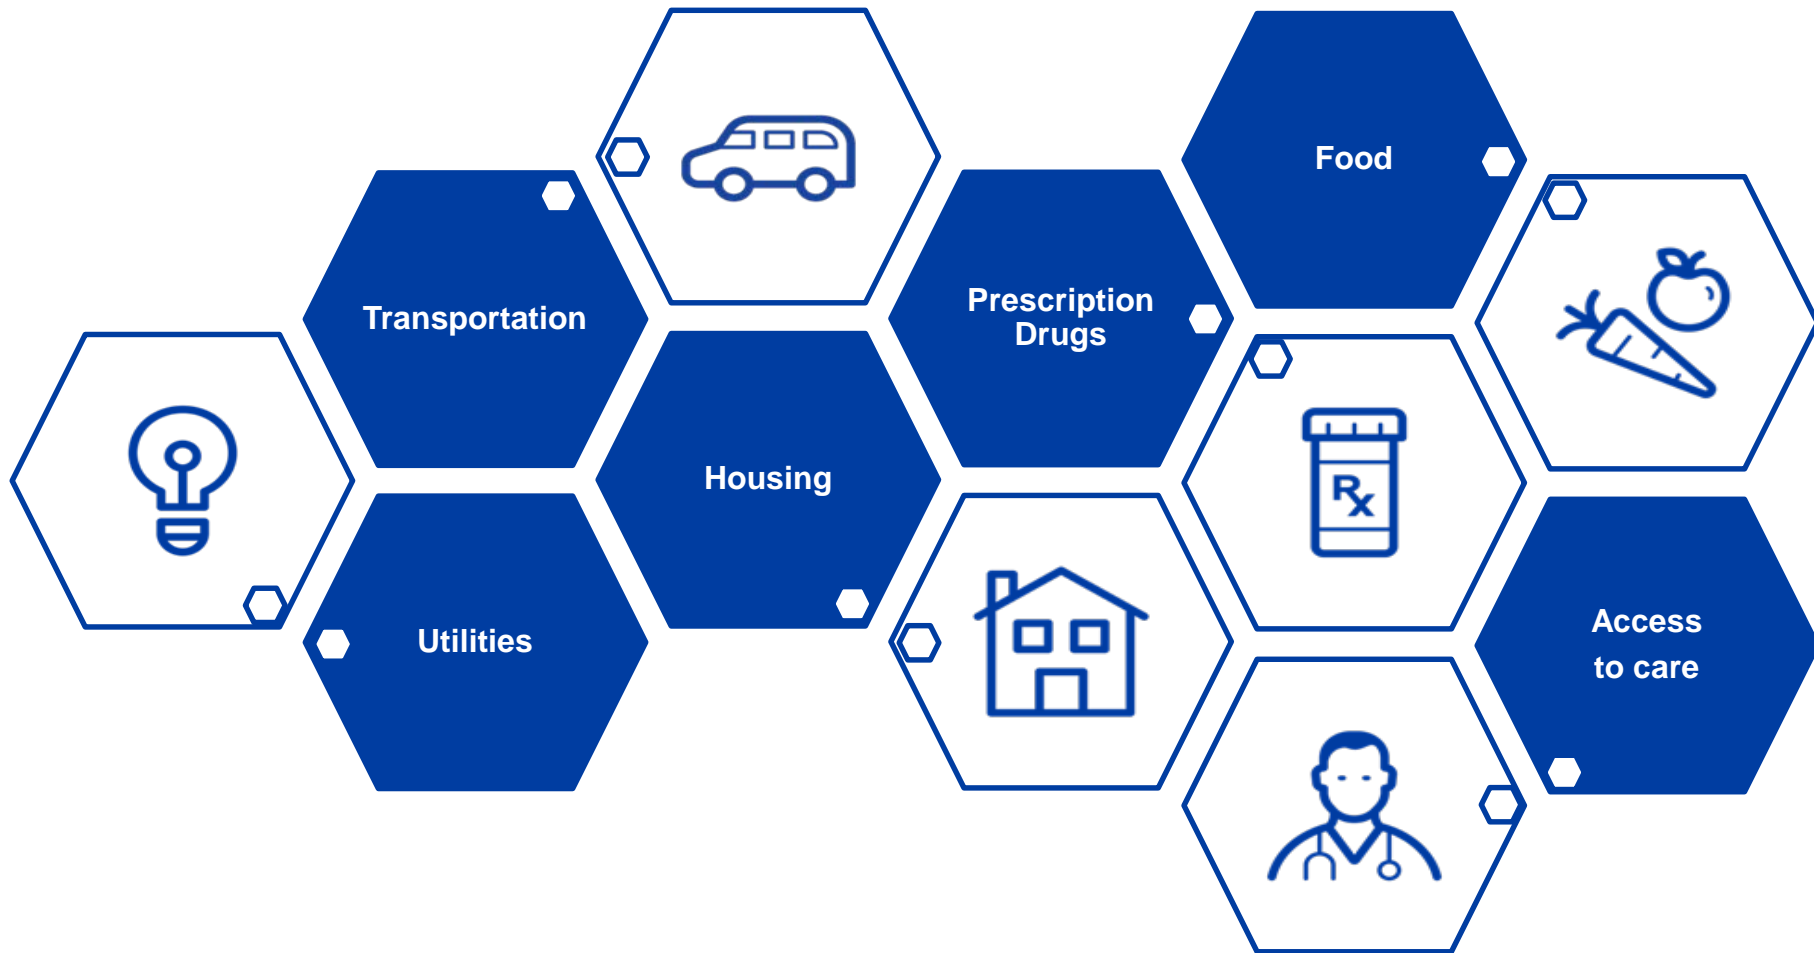 Food
Transportation
Prescription
Drugs
Housing
Rx
Utilities
Access
to care